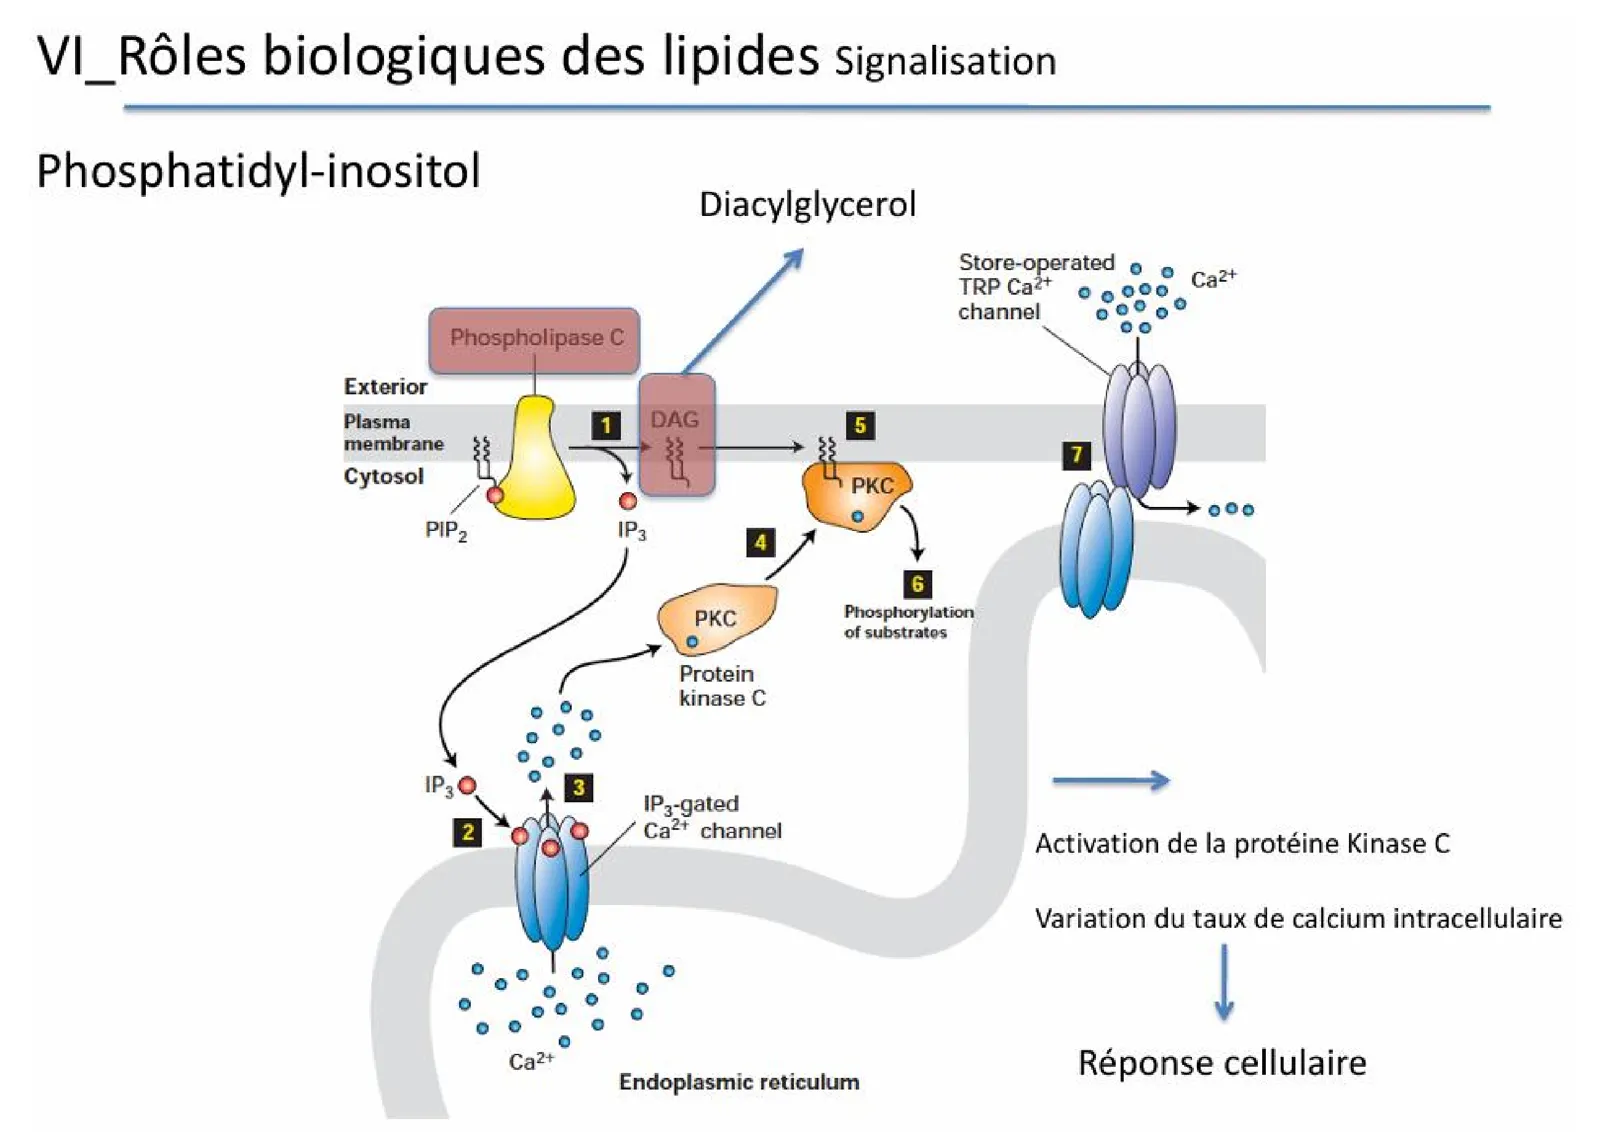 VI_Rôles biologiques des lipides Signalisation
Phosphatidyl-inositol
Diacylglycerol
Store-operated
TRP Ca2+
channel
Ca2+
Phospholipase C
Exterior
Plasma
membrane
Cytosol
1
DAG
5
7
PKC
PIP2
IP3
4
6
Phosphorylation
of substrates
PKC
Protein
kinase C
IP3
3
2
IP3-gated
Ca2+ channel
Activation de la protéine Kinase C
Variation du taux de calcium intracellulaire
Réponse cellulaire
Ca2+
Endoplasmic reticulum